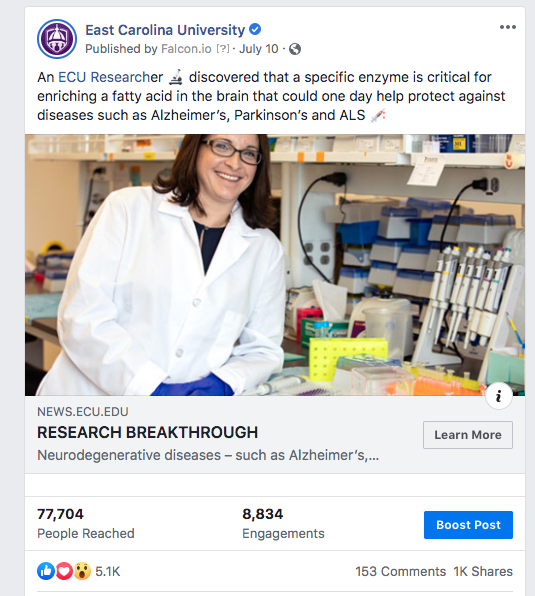 East Carolina University
Published by Falcon.io [?] · July 10 ·
An ECU Researcher 🔬 discovered that a specific enzyme is critical for
enriching a fatty acid in the brain that could one day help protect against
diseases such as Alzheimer's, Parkinson's and ALS 💉
NEWS.ECU.EDU
RESEARCH BREAKTHROUGH
Neurodegenerative diseases – such as Alzheimer's,...
Learn More
77,704
People Reached
8,834
Engagements
Boost Post
5.1K
153 Comments 1K Shares